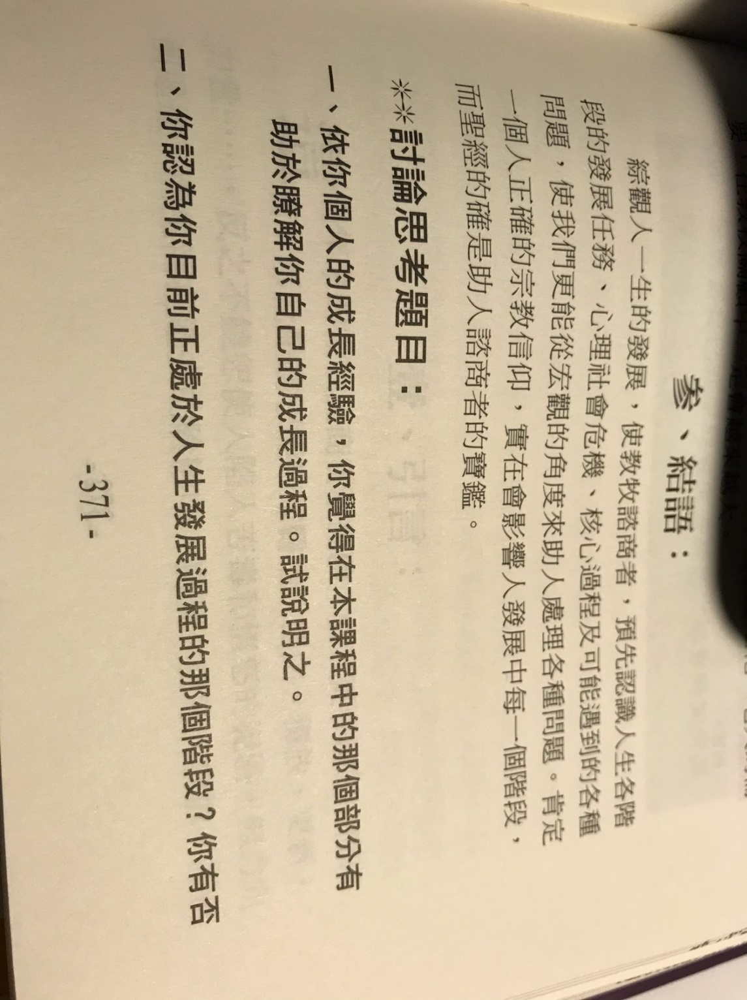 參、結語：
綜觀人一生的發展，使教牧諮商者，預先認識人生各階
段的發展任務、心理社會危機、核心過程及可能遇到的各種
問題，使我們更能從宏觀的角度來助人處理各種問題。肯定
一個人正確的宗教信仰，實在會影響人發展中每一個階段，
而聖經的確是助人諮商者的寶鑑。
**討論思考題目：
一、依你個人的成長經驗，你覺得在本課程中的那個部分有
助於瞭解你自己的成長過程。試說明之。
二、你認為你目前正處於人生發展過程的那個階段？你有否
-371-